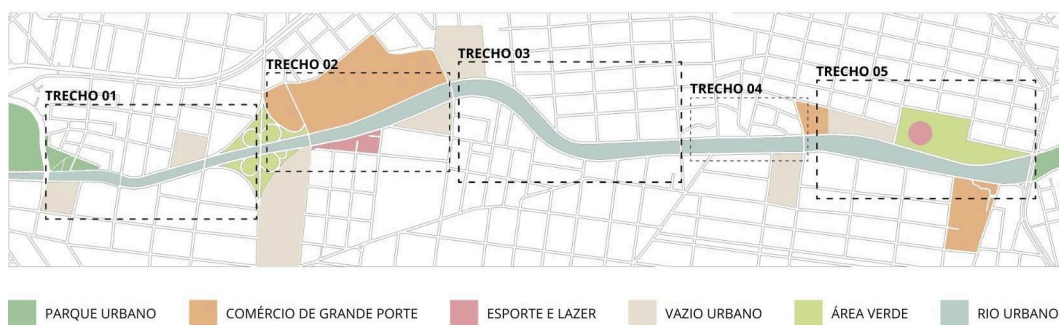 TRECHO 01
TRECHO 02
TRECHO 03
TRECHO 04
TRECHO 05
PARQUE URBANO
COMÉRCIO DE GRANDE PORTE
ESPORTE E LAZER
VAZIO URBANO
ÁREA VERDE
RIO URBANO